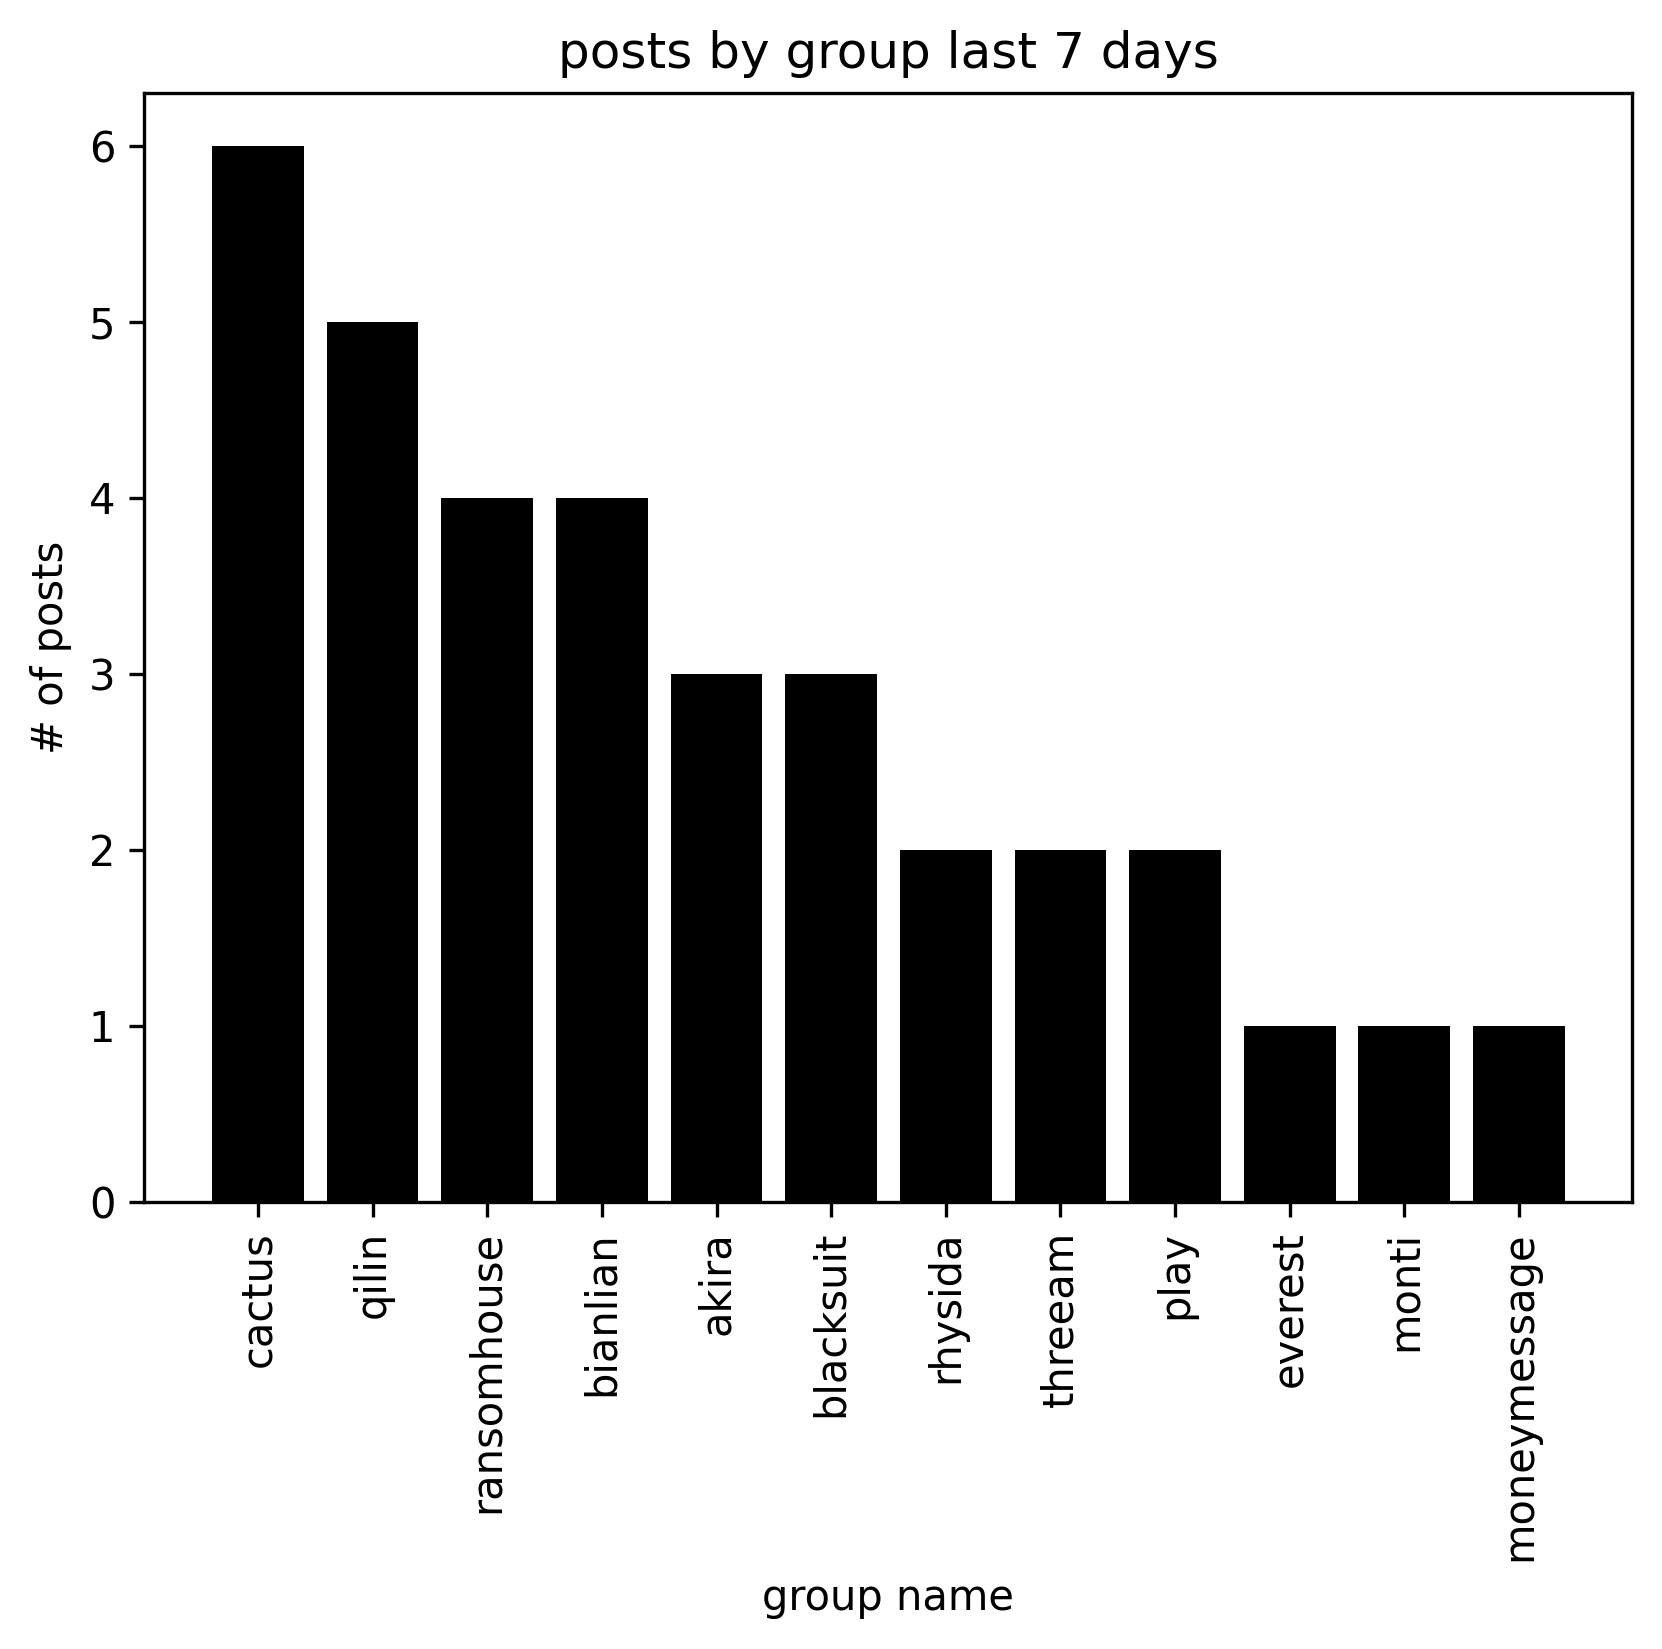 posts by group last 7 days
# of posts
6
5
4
3
2
1
0
cactus
qilin
ransomhouse
bianlian
akira
blacksuit
rhysida
threeam
play
everest
monti
moneymessage
group name